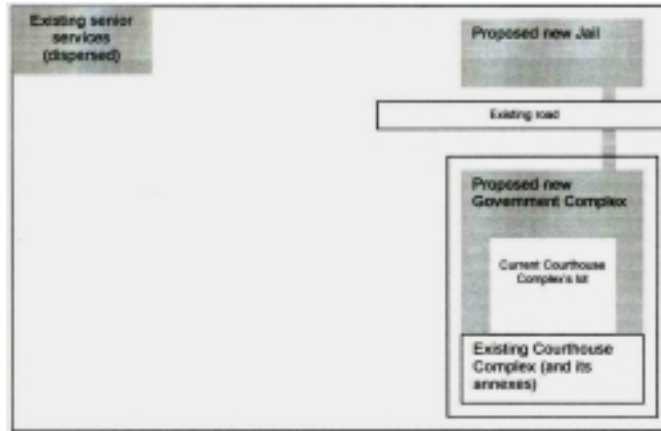 Existing senior
services
(dispersed)
Proposed new Jail
Existing road
Proposed new
Government Complex
Current Courthouse
Complex's lot
Existing Courthouse
Complex (and its
annexes)